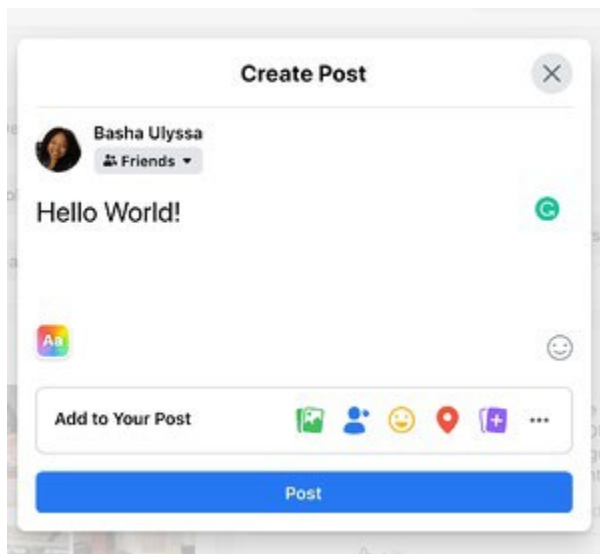 Create Post
Basha Ulyssa
Friends
Hello World!
Aa
Add to Your Post
Post